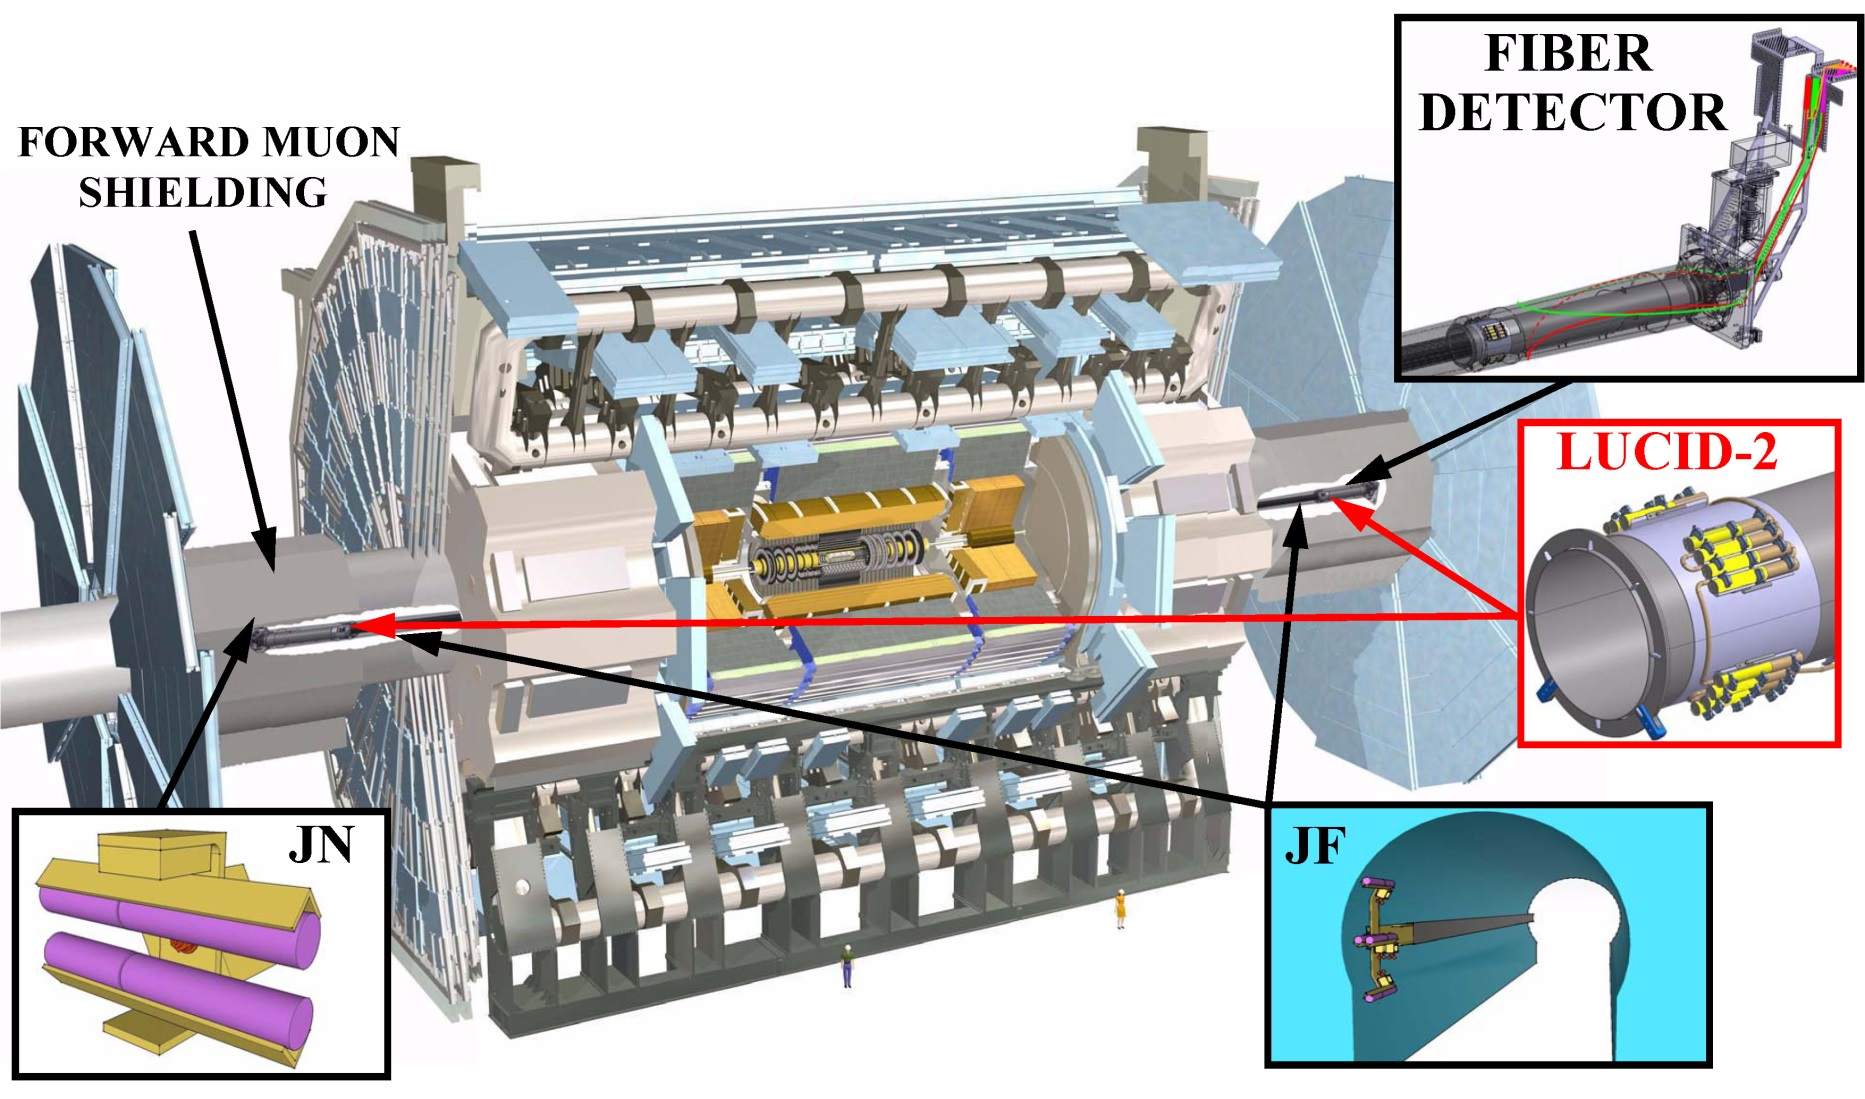 FIBER
DETECTOR
FORWARD MUON
SHIELDING
LUCID-2
JN
JF